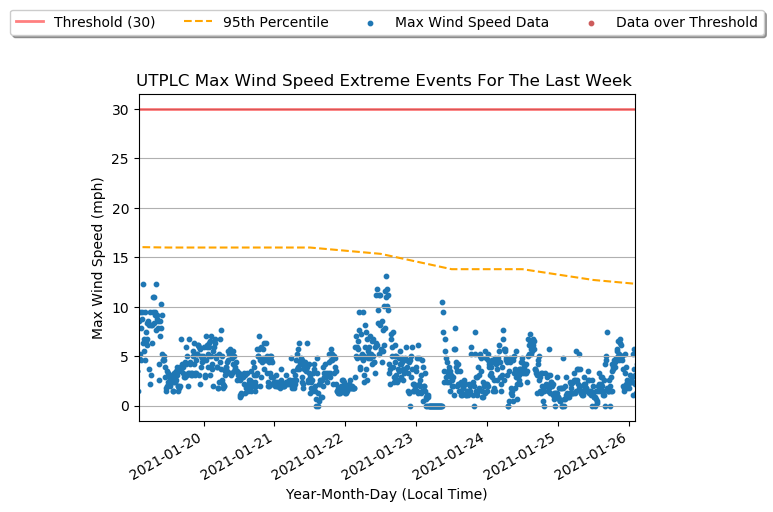 Threshold (30) 95th Percentile Max Wind Speed Data Data over Threshold
UTPLC Max Wind Speed Extreme Events For The Last Week
30
25
20
15
10
5
0
Max Wind Speed (mph)
2021-01-20 2021-01-21 2021-01-22 2021-01-23 2021-01-24 2021-01-25 2021-01-26
Year-Month-Day (Local Time)